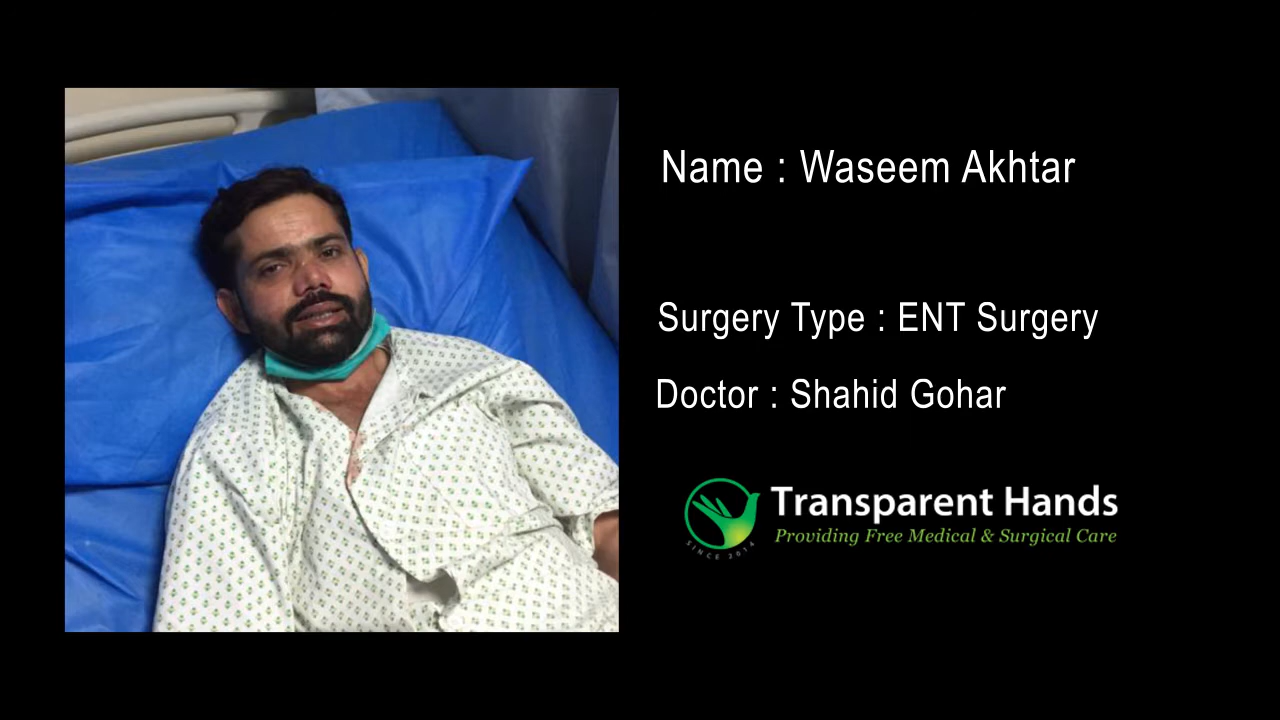 Name : Waseem Akhtar
Surgery Type : ENT Surgery
Doctor : Shahid Gohar
Transparent Hands
Providing Free Medical & Surgical Care
SINCE 2014